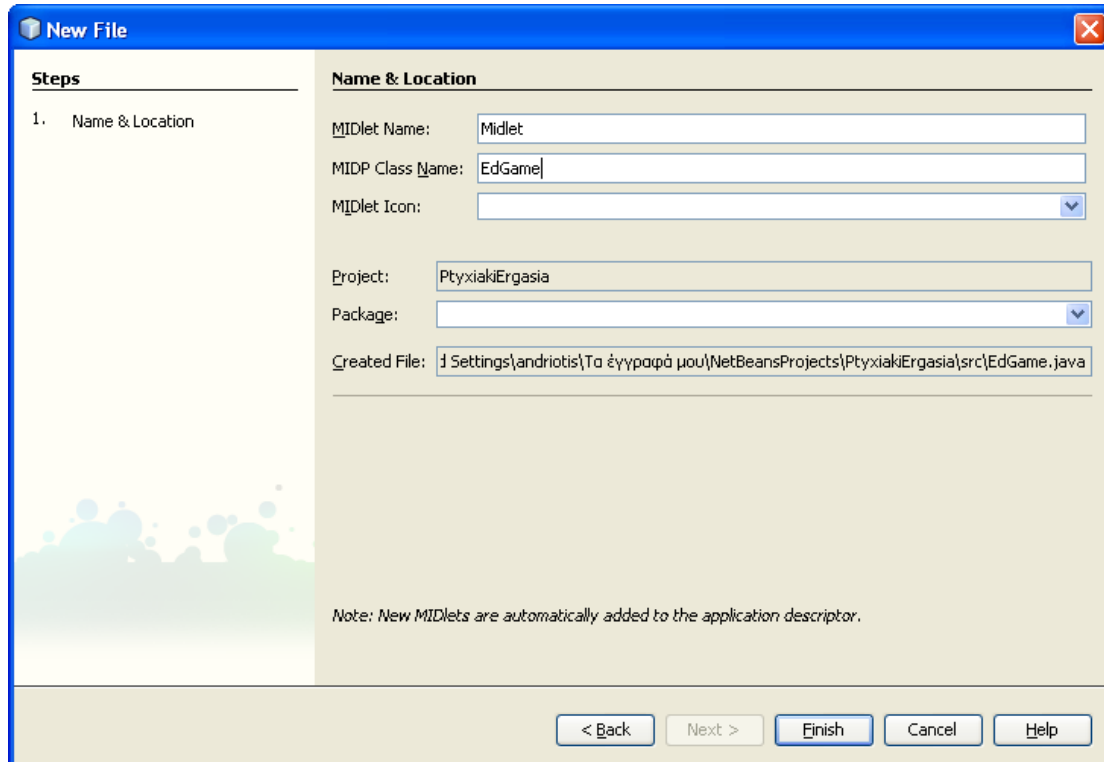 New File
Steps
1. Name & Location
Name & Location
MIDlet Name: Midlet
MIDP Class Name: EdGame
MIDlet Icon:
Project: PtyxiakiErgasia
Package:
Created File: d Settings\andriotis\Τα έγγραφά μου\NetBeansProjects\PtyxiakiErgasia\src\EdGame.java
Note: New MIDlets are automatically added to the application descriptor.
< Back Next > Finish Cancel Help